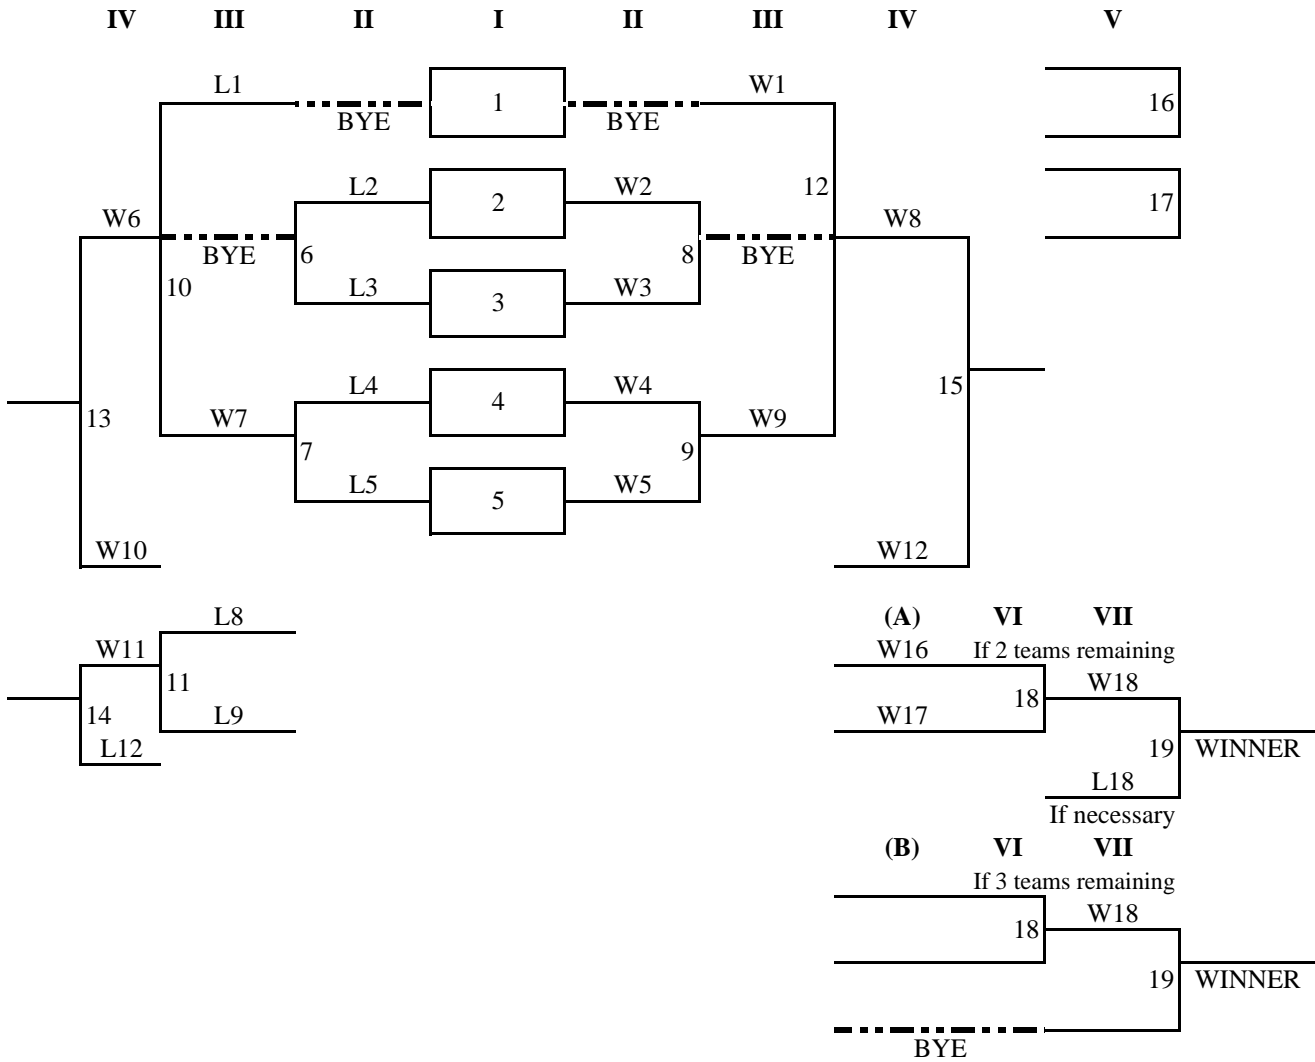 IV III II I II III IV V
L1 W1
1 16
BYE BYE
L2 W2 12
2 17
W6 W8
BYE 6 8 BYE
10 L3 W3
3
L4 W4 15
4
13 W7 W9
7 9
L5 W5
5
W10 W12
L8 (A) VI VII
W11 W16 If 2 teams remaining
11 18 W18
14 L9 W17
L12 19 WINNER
L18
If necessary
(B) VI VII
If 3 teams remaining
W18
18
19 WINNER
BYE